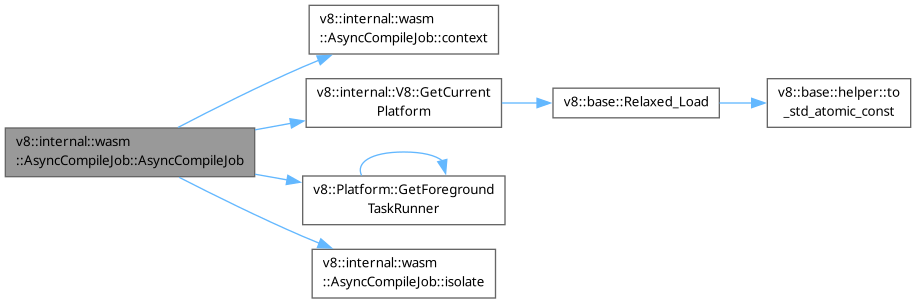 v8::internal::wasm
::AsyncCompileJob::AsyncCompileJob
v8::internal::wasm
::AsyncCompileJob::context
v8::internal::V8::GetCurrent
Platform
v8::base::Relaxed_Load
v8::base::helper::to
_std_atomic_const
v8::Platform::GetForeground
TaskRunner
v8::internal::wasm
::AsyncCompileJob::isolate